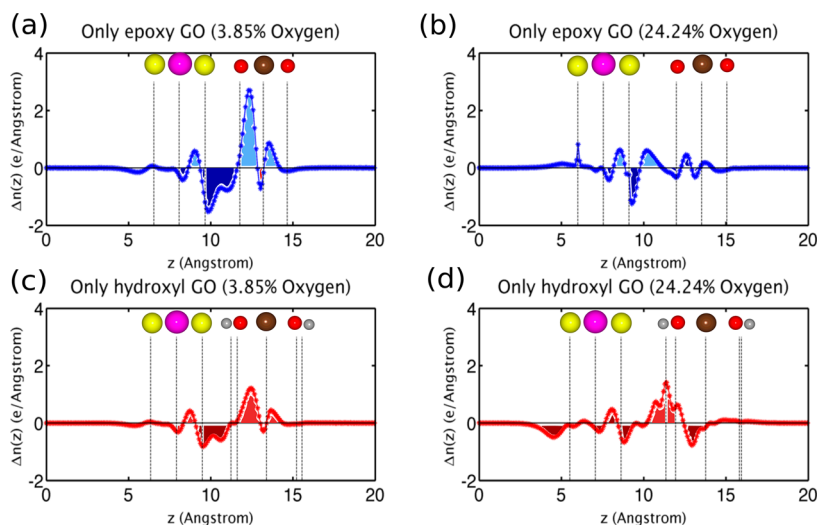 (a)
Only epoxy GO (3.85% Oxygen)
Δn(z) (e/Angstrom)
4
2
0
-2
0 5 10 15 20
z (Angstrom)
(b)
Only epoxy GO (24.24% Oxygen)
Δn(z) (e/Angstrom)
4
2
0
-2
0 5 10 15 20
z (Angstrom)
(c)
Only hydroxyl GO (3.85% Oxygen)
Δn(z) (e/Angstrom)
4
2
0
-2
0 5 10 15 20
z (Angstrom)
(d)
Only hydroxyl GO (24.24% Oxygen)
Δn(z) (e/Angstrom)
4
2
0
-2
0 5 10 15 20
z (Angstrom)